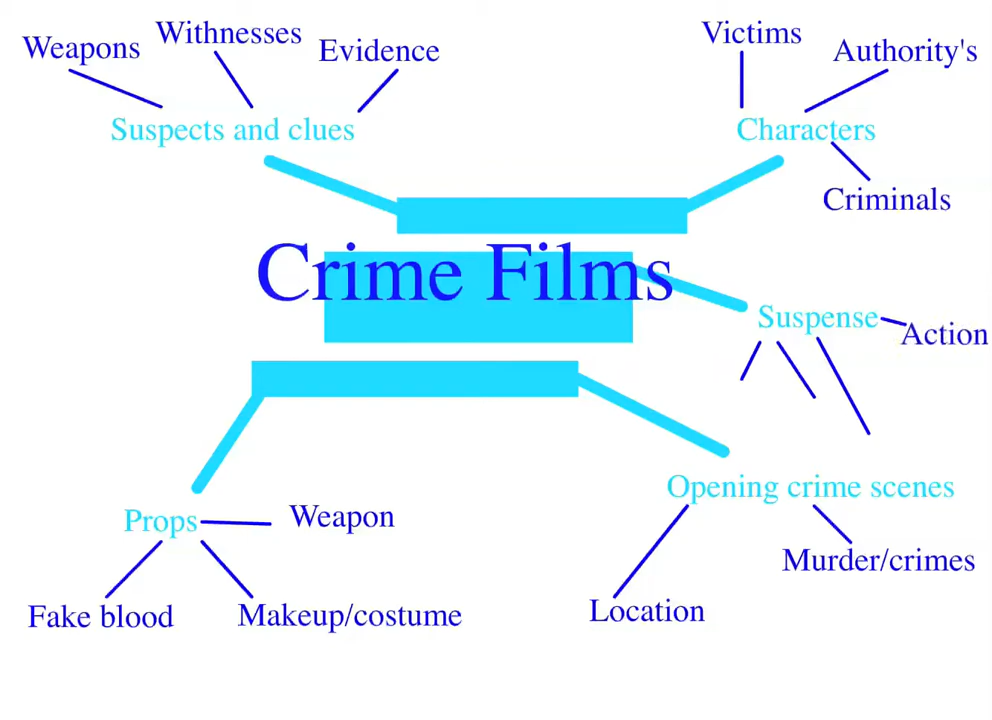 Withnesses
Weapons
Evidence
Suspects and clues
Victims
Authority's
Characters
Criminals
Crime Films
Suspense
Action
Opening crime scenes
Murder/crimes
Location
Props
Weapon
Fake blood
Makeup/costume